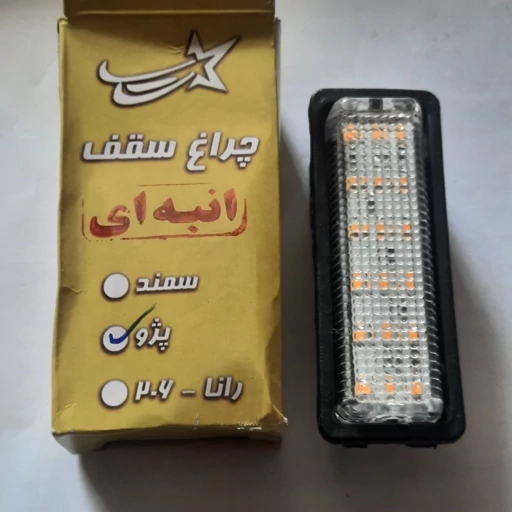 چراغ سقف
انبه ای
سمند
پژو
رانا - ۲۰۶